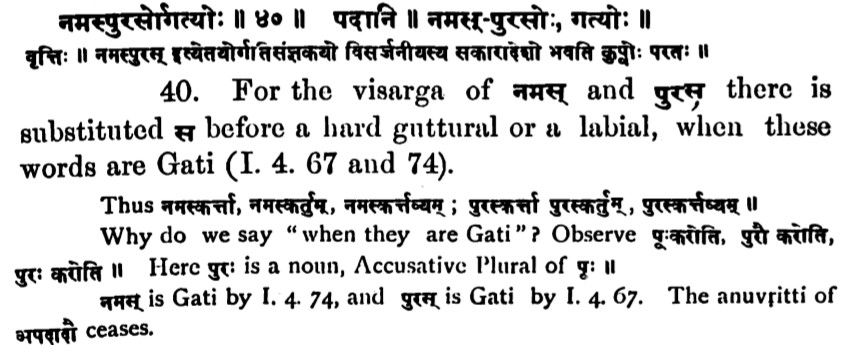 नमस्पुरसोर्गत्योः ॥ ४० ॥ पदानि ॥ नमस्-पुरसोः, गत्योः ॥
वृत्तिः ॥ नमस्पुरस् इत्येतयोर्गतिसंज्ञकयो विसर्जनीयस्य सकारादेशो भवति कुप्वोः परतः ॥
40. For the visarga of नमस् and पुरस् there is
substituted स before a hard guttural or a labial, when these
words are Gati (I. 4. 67 and 74).
Thus नमस्कर्त्ता, नमस्कर्तुम्, नमस्कर्त्तव्यम् ; पुरस्कर्त्ता पुरस्कर्तुम्, पुरस्कर्त्तव्यम् ॥
Why do we say "when they are Gati"? Observe पूःकरोति, पुरौ करोति,
पुरः करोति ॥ Here पुरः is a noun, Accusative Plural of पूः ॥
नमस् is Gati by I. 4. 74, and पुरस् is Gati by I. 4. 67. The anuvṛitti of
अपदादौ ceases.